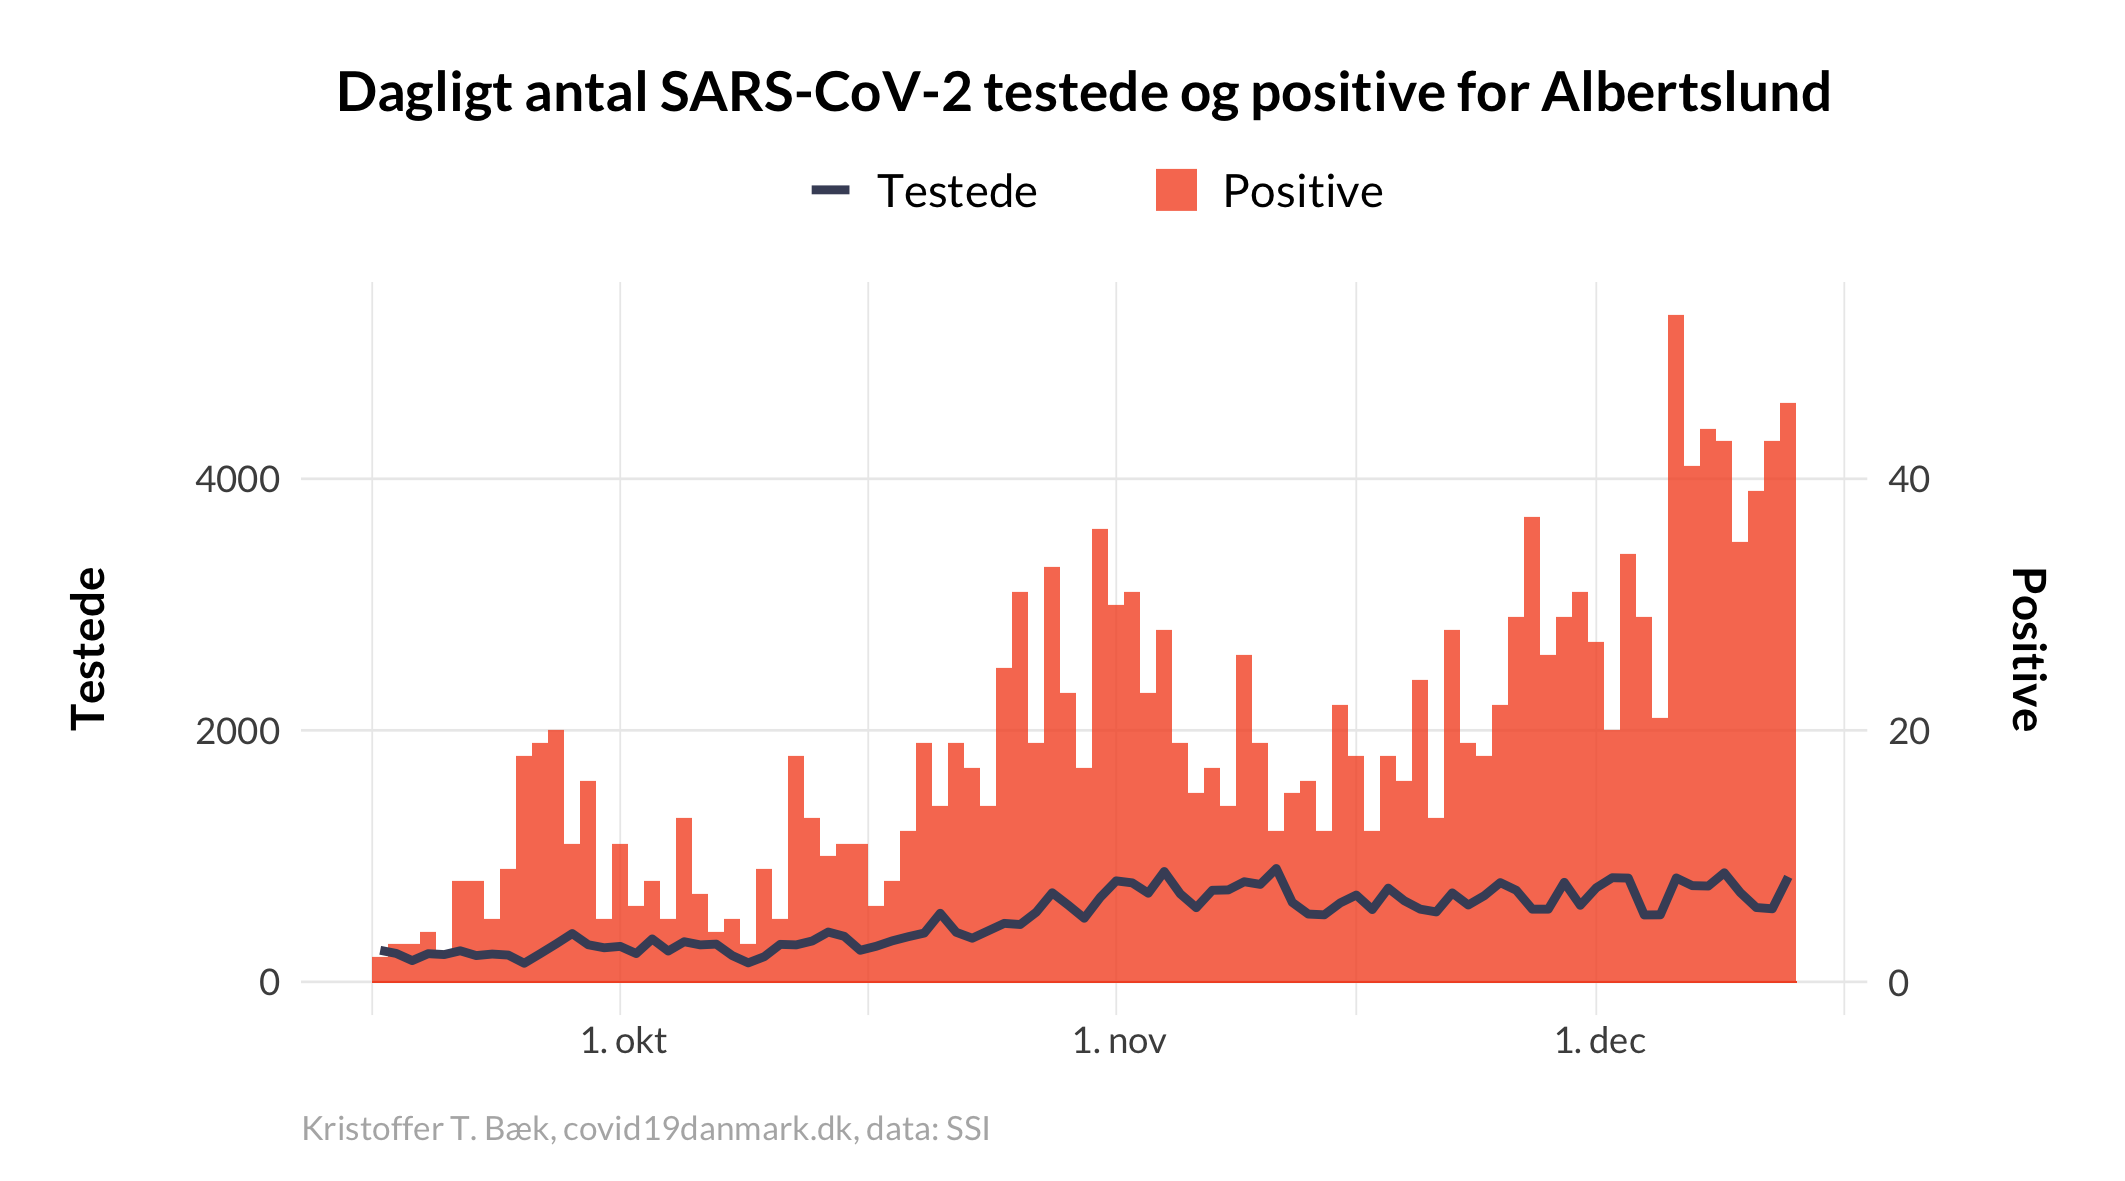 Dagligt antal SARS-CoV-2 testede og positive for Albertslund
Testede Positive
4000 40
Testede Positive
2000 20
0 0
1. okt 1. nov 1. dec
Kristoffer T. Bæk, covid19danmark.dk, data: SSI